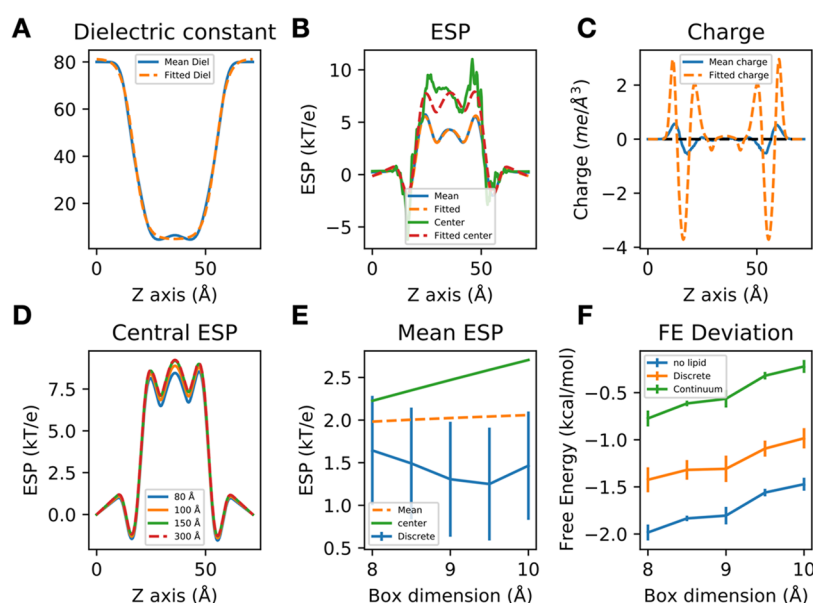 A
Dielectric constant
Mean Diel
Fitted Diel
80
60
40
20
0
50
Z axis (Å)
B
ESP
ESP (kT/e)
10
5
0
−5
Mean
Fitted
Center
Fitted center
0
50
Z axis (Å)
C
Charge
Charge (me/Å³)
Mean charge
Fitted charge
2
0
−2
−4
0
50
Z axis (Å)
D
Central ESP
ESP (kT/e)
7.5
5.0
2.5
0.0
80 Å
100 Å
150 Å
300 Å
0
50
Z axis (Å)
E
Mean ESP
ESP (kT/e)
2.5
2.0
1.5
1.0
0.5
Mean
center
Discrete
8
9
10
Box dimension (Å)
F
FE Deviation
Free Energy (kcal/mol)
no lipid
Discrete
Continuum
−0.5
−1.0
−1.5
−2.0
8
9
10
Box dimension (Å)